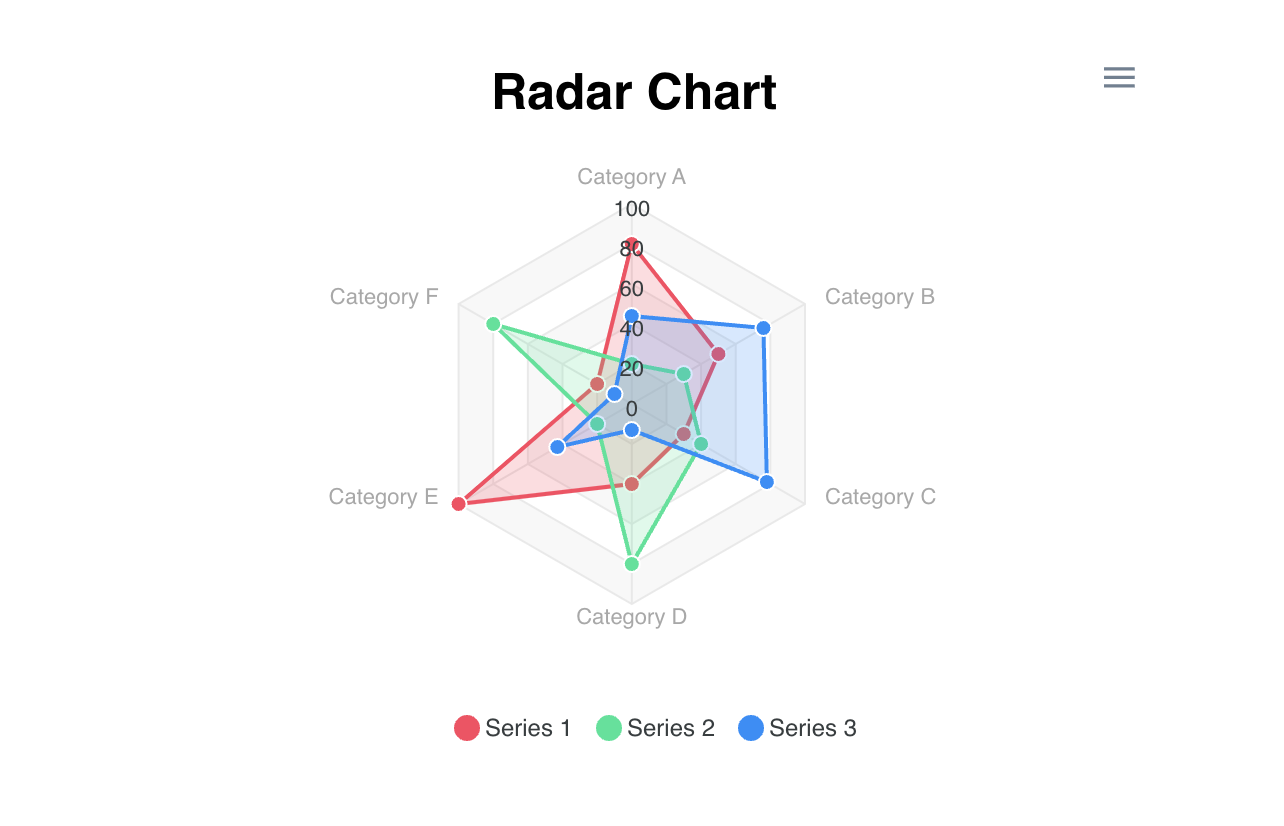 Radar Chart
Category A
100
80
60
40
20
0
Category B
Category F
Category E
Category C
Category D
Series 1
Series 2
Series 3